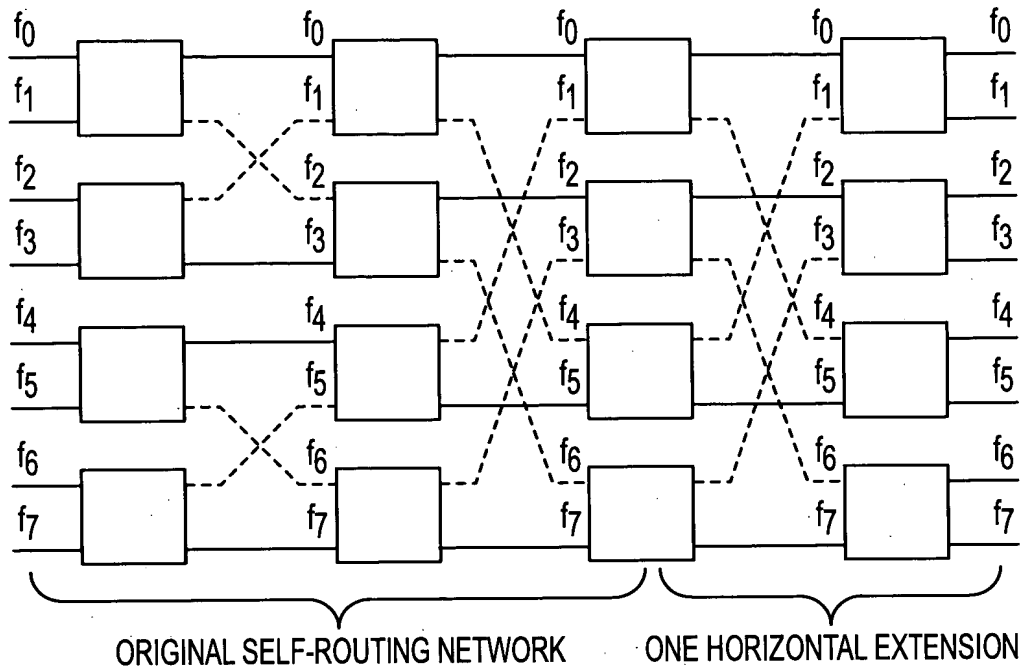 f0 f0 f0 f0 f0
f1 f1 f1 f1 f1
f2 f2 f2 f2 f2
f3 f3 f3 f3 f3
f4 f4 f4 f4 f4
f5 f5 f5 f5 f5
f6 f6 f6 f6 f6
f7 f7 f7 f7 f7
ORIGINAL SELF-ROUTING NETWORK ONE HORIZONTAL EXTENSION